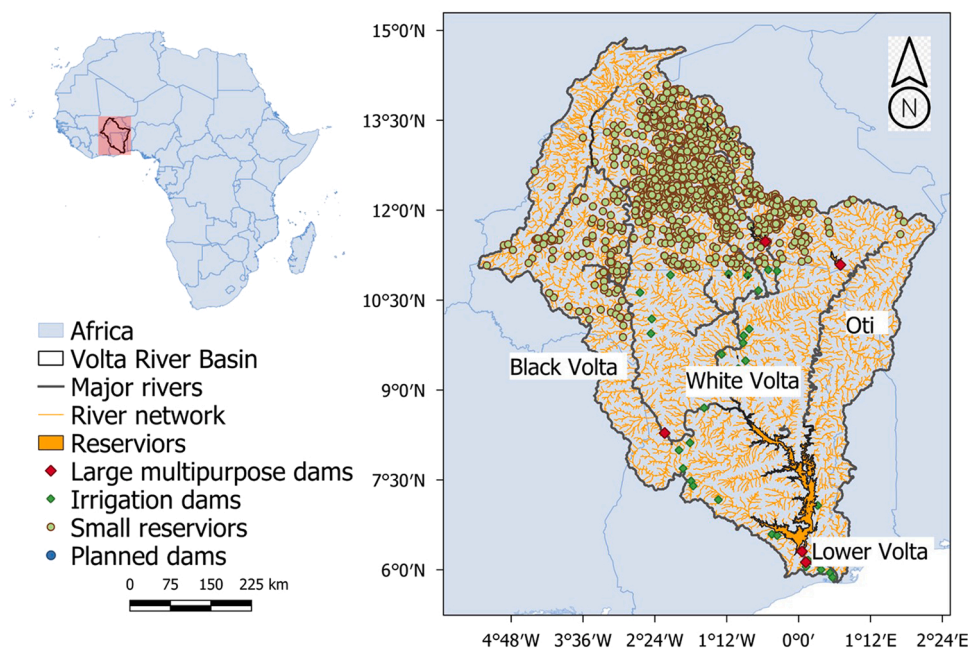 Africa
Volta River Basin
Major rivers
River network
Reserviors
Large multipurpose dams
Irrigation dams
Small reserviors
Planned dams
0 75 150 225 km
15°0′N
13°30′N
12°0′N
10°30′N
9°0′N
7°30′N
6°0′N
N
Oti
Black Volta
White Volta
Lower Volta
4°48′W 3°36′W 2°24′W 1°12′W 0°0′ 1°12′E 2°24′E